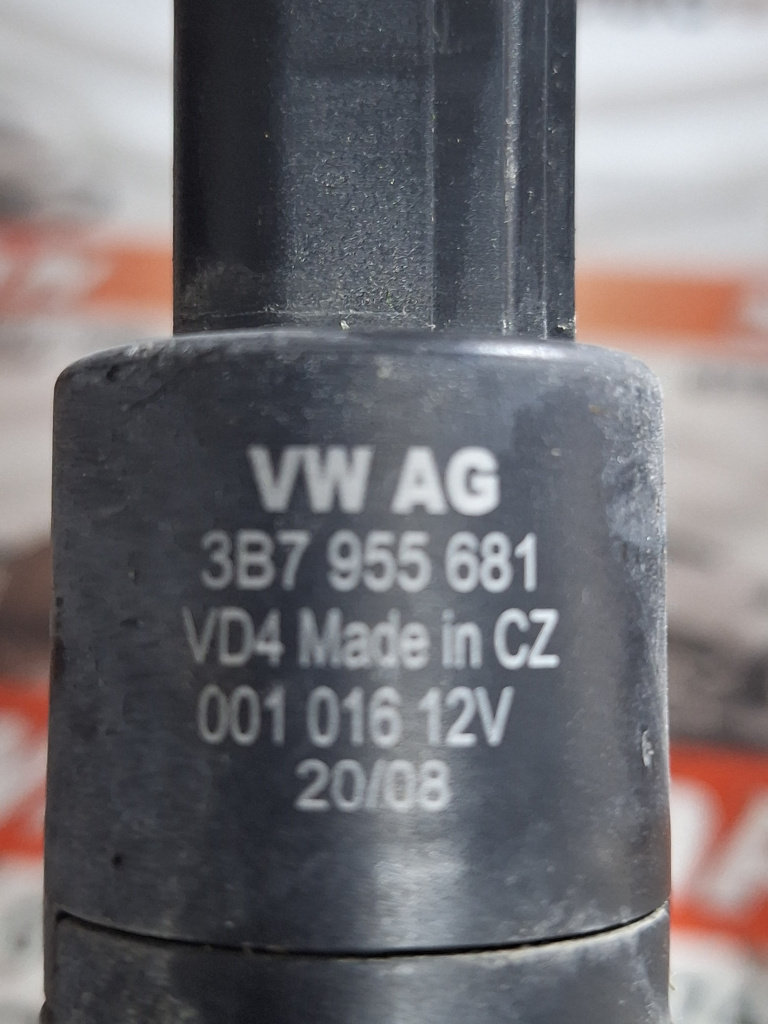 VW AG
3B7 955 681
VD4 Made in CZ
001 016 12V
20/08